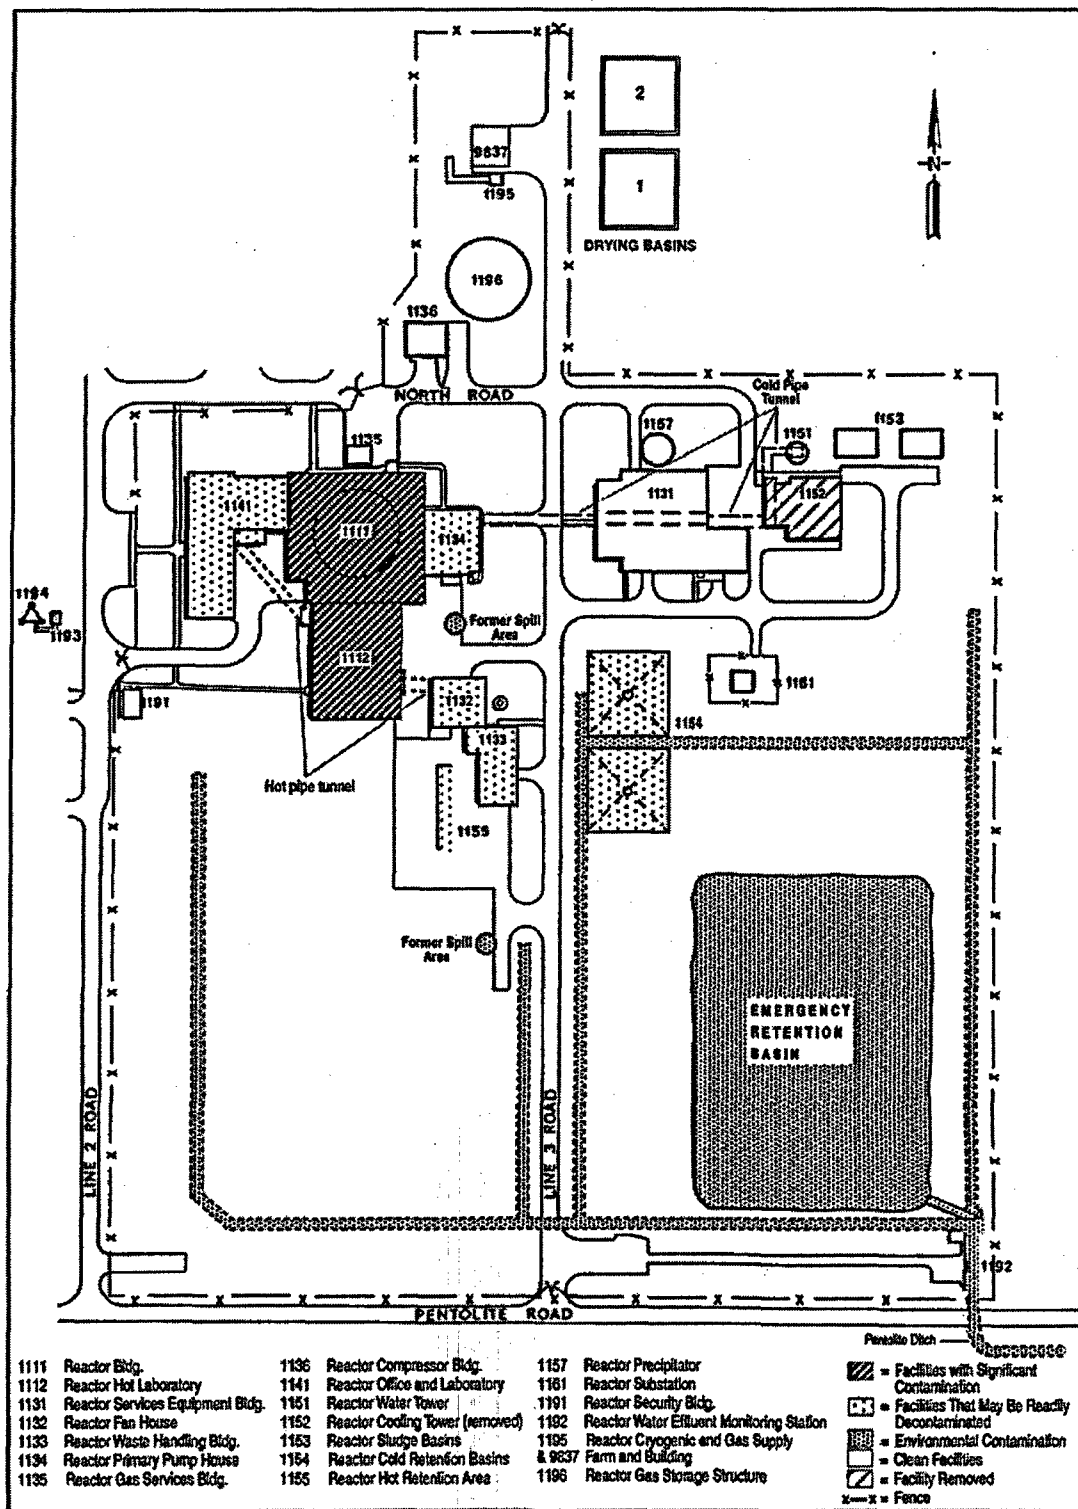 2
9837
1195
1
N
DRYING BASINS
1196
1136
NORTH ROAD
Cold Pipe
Tunnel
1135
1157
1151
1153
1141
1111
1134
1131
1152
1194
1193
Former Spill
Area
1112
1132
1161
1191
1154
1133
Hot pipe tunnel
1155
Former Spill
Area
EMERGENCY
RETENTION
BASIN
LINE 2 ROAD
LINE 3 ROAD
1192
PENTOLITE ROAD
Pentolite Ditch
1111 Reactor Bldg.
1112 Reactor Hot Laboratory
1131 Reactor Services Equipment Bldg.
1132 Reactor Fan House
1133 Reactor Waste Handling Bldg.
1134 Reactor Primary Pump House
1135 Reactor Gas Services Bldg.
1136 Reactor Compressor Bldg.
1141 Reactor Office and Laboratory
1151 Reactor Water Tower
1152 Reactor Cooling Tower (removed)
1153 Reactor Sludge Basins
1154 Reactor Cold Retention Basins
1155 Reactor Hot Retention Area
1157 Reactor Precipitator
1161 Reactor Substation
1191 Reactor Security Bldg.
1192 Reactor Water Effluent Monitoring Station
1195 Reactor Cryogenic and Gas Supply
& 9837 Farm and Building
1196 Reactor Gas Storage Structure
= Facilities with Significant
Contamination
= Facilities That May Be Readily
Decontaminated
= Environmental Contamination
= Clean Facilities
= Facility Removed
x—x = Fence